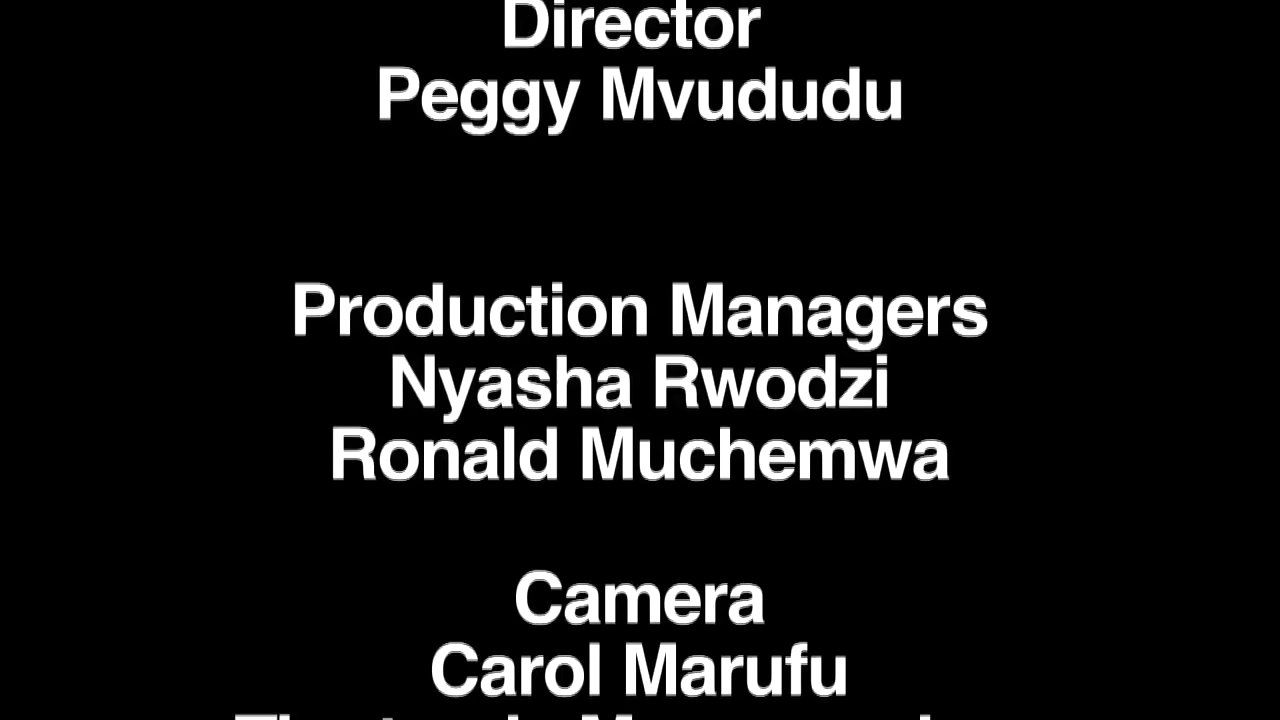 Director
Peggy Mvududu
Production Managers
Nyasha Rwodzi
Ronald Muchemwa
Camera
Carol Marufu